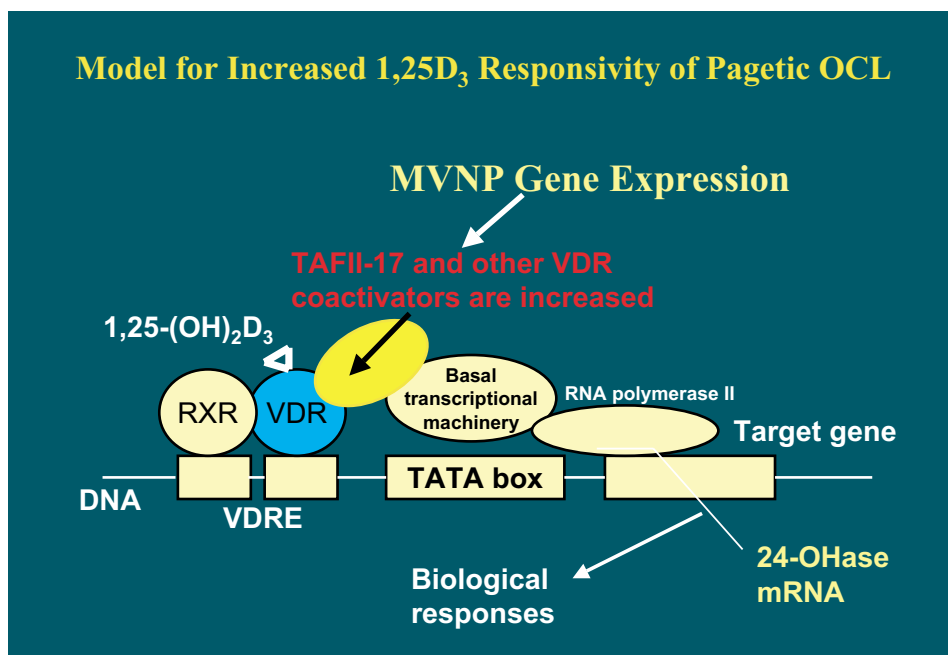 Model for Increased 1,25D₃ Responsivity of Pagetic OCL
MVNP Gene Expression
TAFII-17 and other VDR
coactivators are increased
1,25-(OH)₂D₃
RXR
VDR
Basal
transcriptional
machinery
RNA polymerase II
Target gene
TATA box
DNA
VDRE
24-OHase
mRNA
Biological
responses